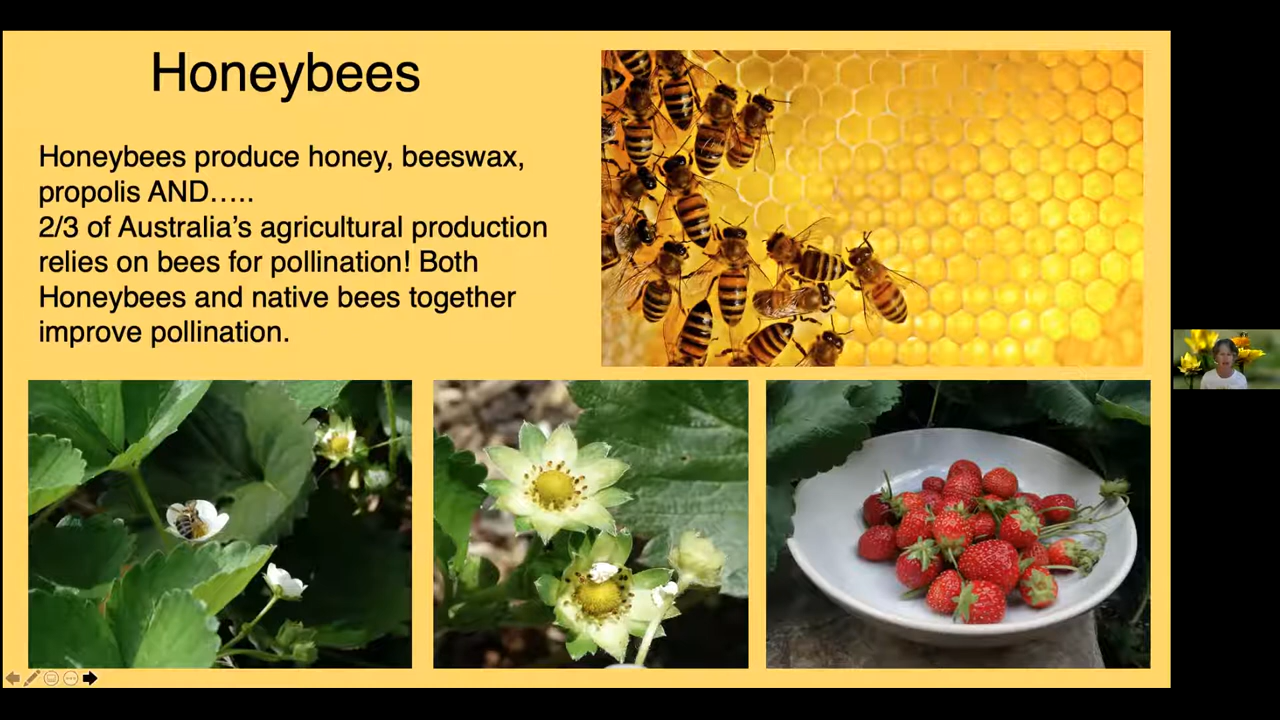 Honeybees
Honeybees produce honey, beeswax,
propolis AND.....
2/3 of Australia’s agricultural production
relies on bees for pollination! Both
Honeybees and native bees together
improve pollination.